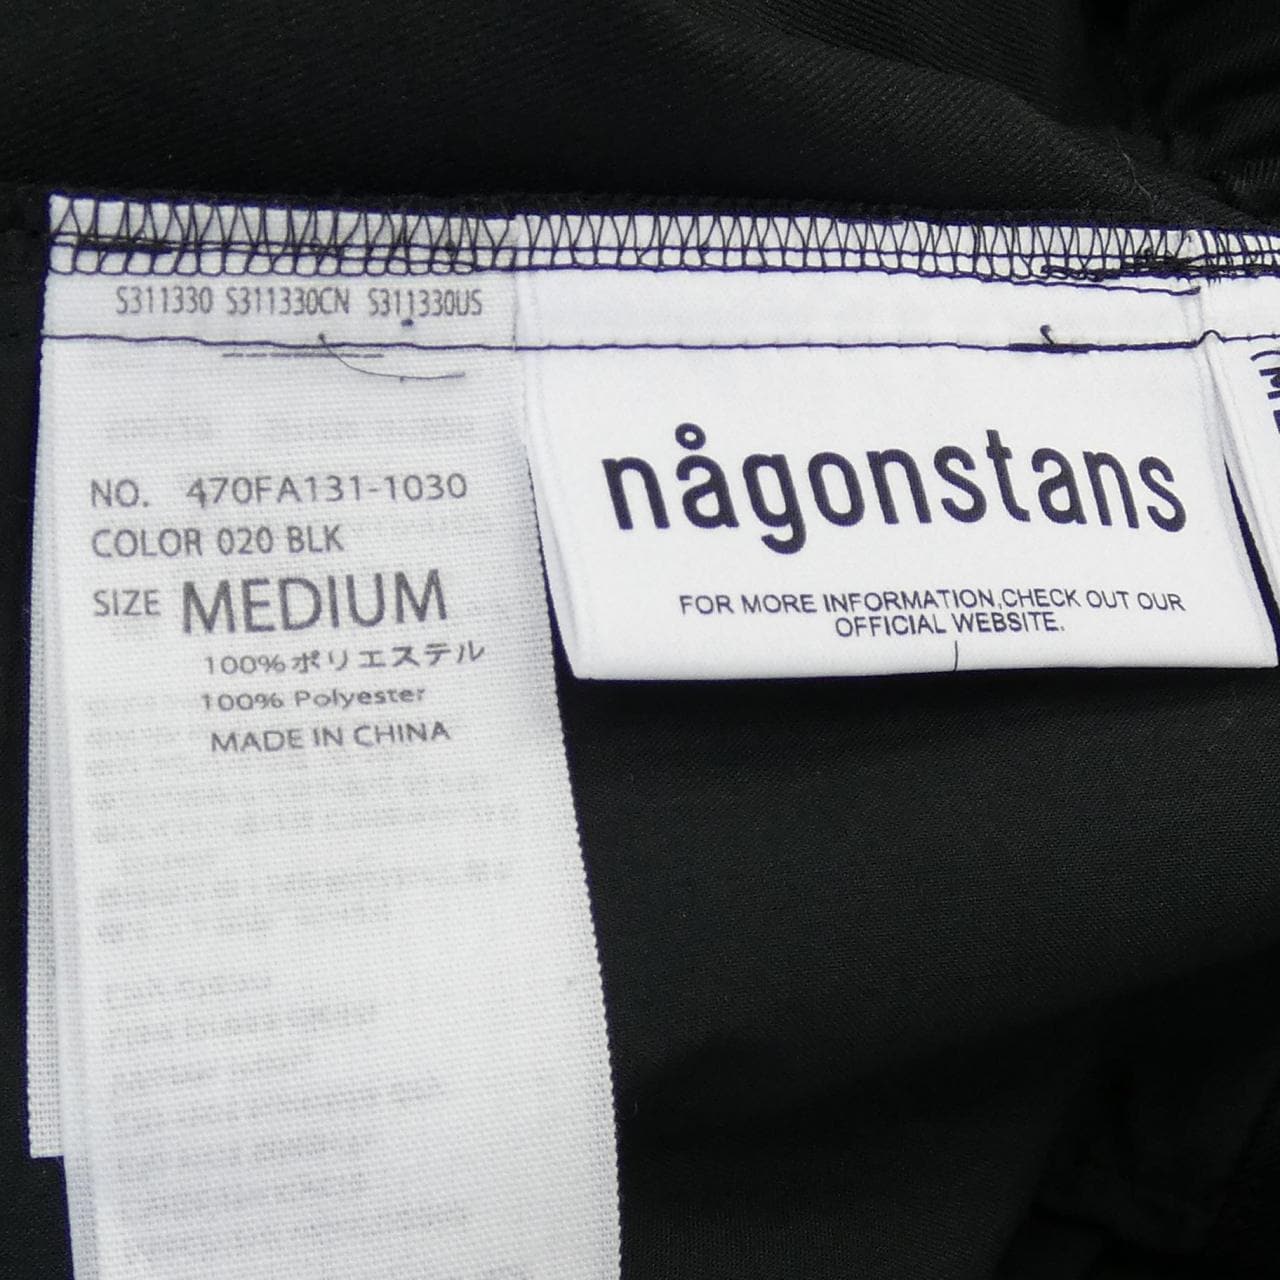 S311330 S311330CN S311330US
NO. 470FA131-1030
COLOR 020 BLK
SIZE MEDIUM
100%ポリエステル
100% Polyester
MADE IN CHINA
någonstans
FOR MORE INFORMATION,CHECK OUT OUR
OFFICIAL WEBSITE.